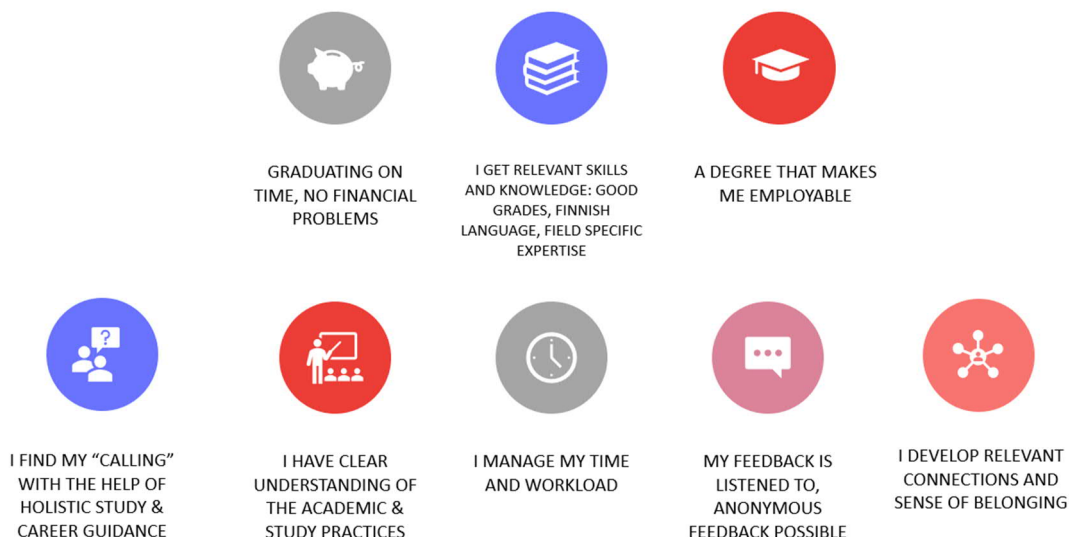 GRADUATING ON
TIME, NO FINANCIAL
PROBLEMS
I GET RELEVANT SKILLS
AND KNOWLEDGE: GOOD
GRADES, FINNISH
LANGUAGE, FIELD SPECIFIC
EXPERTISE
A DEGREE THAT MAKES
ME EMPLOYABLE
?
I FIND MY “CALLING”
WITH THE HELP OF
HOLISTIC STUDY &
CAREER GUIDANCE
I HAVE CLEAR
UNDERSTANDING OF
THE ACADEMIC &
STUDY PRACTICES
I MANAGE MY TIME
AND WORKLOAD
MY FEEDBACK IS
LISTENED TO,
ANONYMOUS
FEEDBACK POSSIBLE
I DEVELOP RELEVANT
CONNECTIONS AND
SENSE OF BELONGING